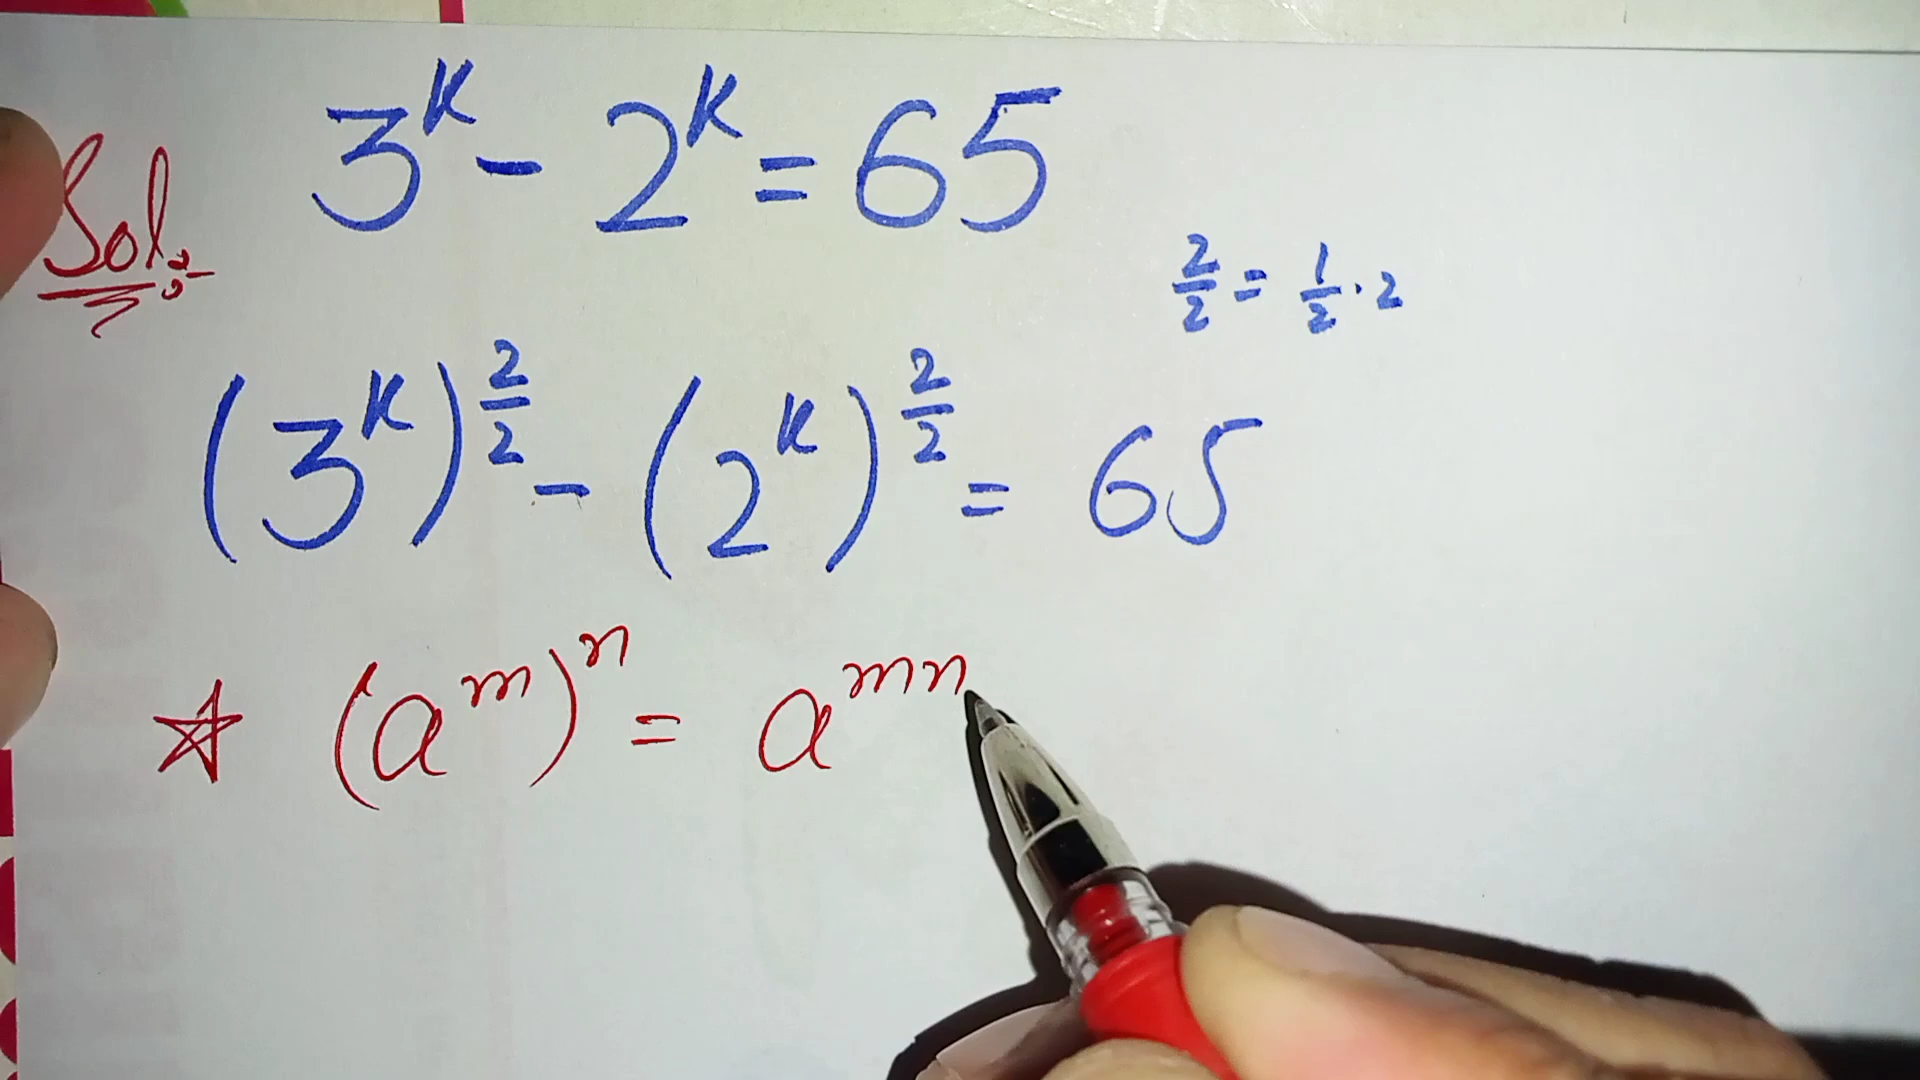 3^k - 2^k = 65
Sol:-
2/2 = 1/2 · 2
(3^k)^(2/2) - (2^k)^(2/2) = 65
☆ (a^m)^n = a^mn